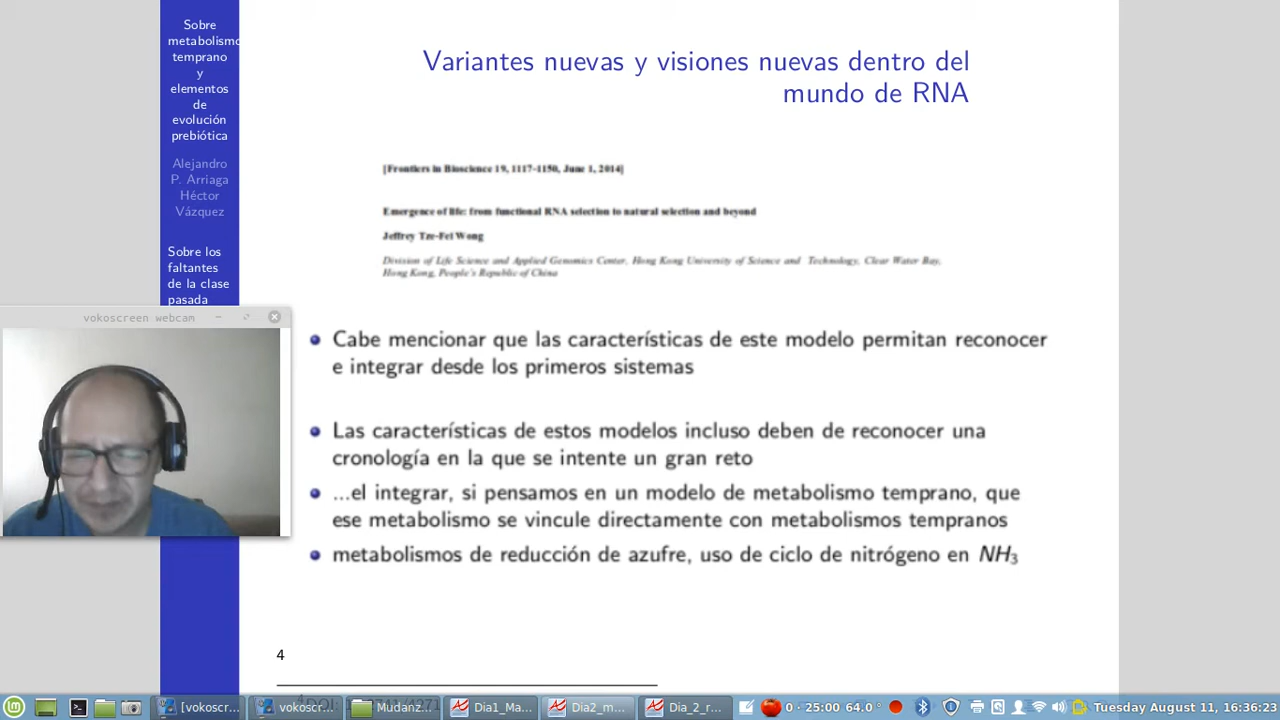 Sobre
metabolismo
temprano
y
elementos
de
evolución
prebiótica
Alejandro
P. Arriaga
Héctor
Vázquez
Sobre los
faltantes
de la clase
pasada
Variantes nuevas y visiones nuevas dentro del
mundo de RNA
[Frontiers in Bioscience 19, 1117-1150, June 1, 2014]
Emergence of life: from functional RNA selection to natural selection and beyond
Jeffrey Tze-Fei Wong
Division of Life Science and Applied Genomics Center, Hong Kong University of Science and Technology, Clear Water Bay,
Hong Kong, People's Republic of China
vokoscreen webcam
Cabe mencionar que las características de este modelo permitan reconocer
e integrar desde los primeros sistemas
Las características de estos modelos incluso deben de reconocer una
cronología en la que se intente un gran reto
...el integrar, si pensamos en un modelo de metabolismo temprano, que
ese metabolismo se vincule directamente con metabolismos tempranos
metabolismos de reducción de azufre, uso de ciclo de nitrógeno en NH₃
4
[vokoscr... vokoscr... Mudanz... Dia1_Ma... Dia2_m... Dia_2_r... 0 : 25:00 64.0 ° Tuesday August 11, 16:36:23